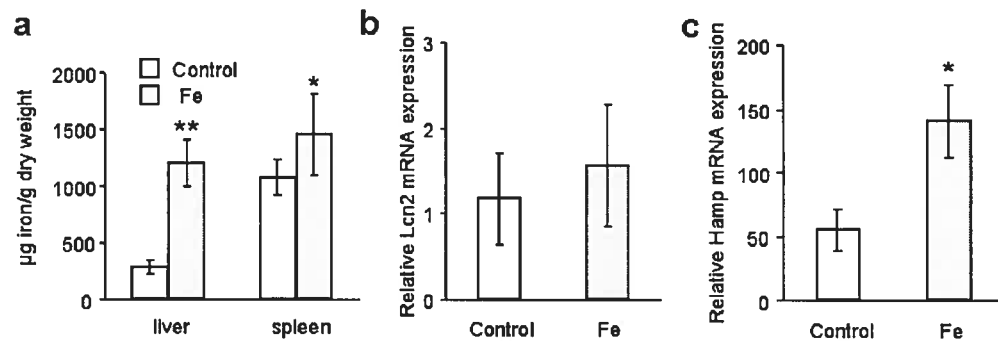 a
µg iron/g dry weight
2000
1500
1000
500
0
Control
Fe
**
*
liver
spleen
b
Relative Lcn2 mRNA expression
3
2
1
0
Control
Fe
c
Relative Hamp mRNA expression
200
150
100
50
0
*
Control
Fe